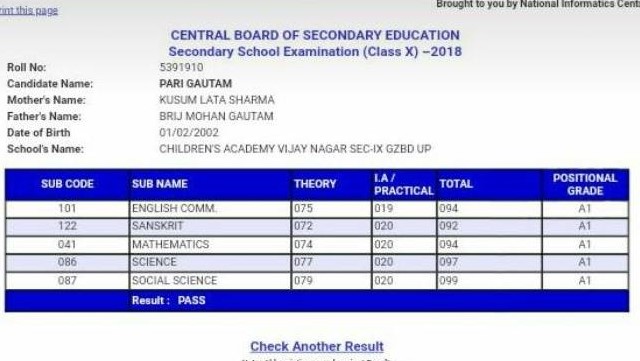 Brought to you by National Informatics
int this page
CENTRAL BOARD OF SECONDARY EDUCATION
Secondary School Examination (Class X) –2018
Roll No: 5391910
Candidate Name: PARI GAUTAM
Mother's Name: KUSUM LATA SHARMA
Father's Name: BRIJ MOHAN GAUTAM
Date of Birth 01/02/2002
School's Name: CHILDREN'S ACADEMY VIJAY NAGAR SEC-IX GZBD UP
SUB CODE SUB NAME THEORY I.A / PRACTICAL TOTAL POSITIONAL GRADE
101 ENGLISH COMM. 075 019 094 A1
122 SANSKRIT 072 020 092 A1
041 MATHEMATICS 074 020 094 A1
086 SCIENCE 077 020 097 A1
087 SOCIAL SCIENCE 079 020 099 A1
Result : PASS
Check Another Result